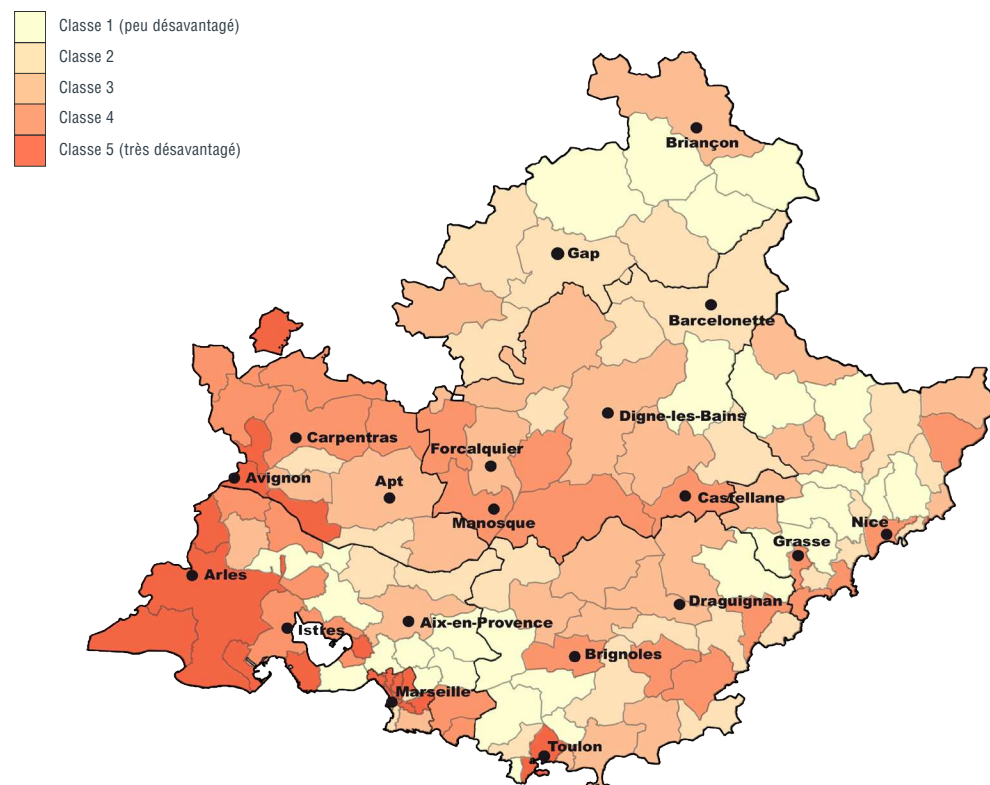 Classe 1 (peu désavantagé)
Classe 2
Classe 3
Classe 4
Classe 5 (très désavantagé)
Briançon
Gap
Barcelonette
Digne-les-Bains
Carpentras
Forcalquier
Avignon
Apt
Castellane
Manosque
Nice
Grasse
Arles
Draguignan
Istres
Aix-en-Provence
Brignoles
Marseille
Toulon